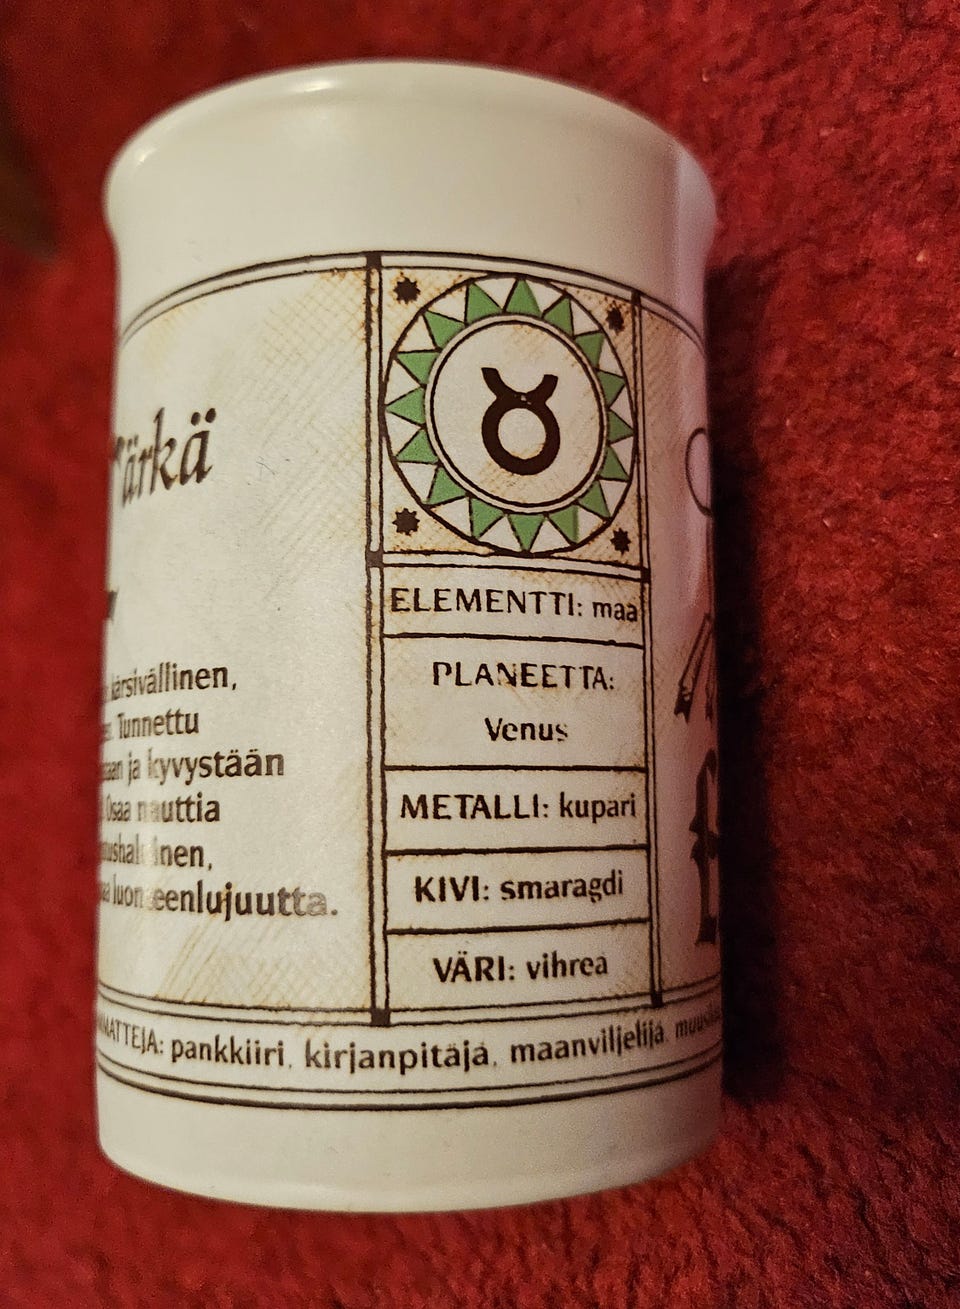 ärkä
kärsivällinen,
Tunnettu
ja kyvystään
Osaa nauttia
luonteenlujuutta.
ELEMENTTI: maa
PLANEETTA:
Venus
METALLI: kupari
KIVI: smaragdi
VÄRI: vihreä
pankkiiri, kirjanpitäjä, maanviljelijä,